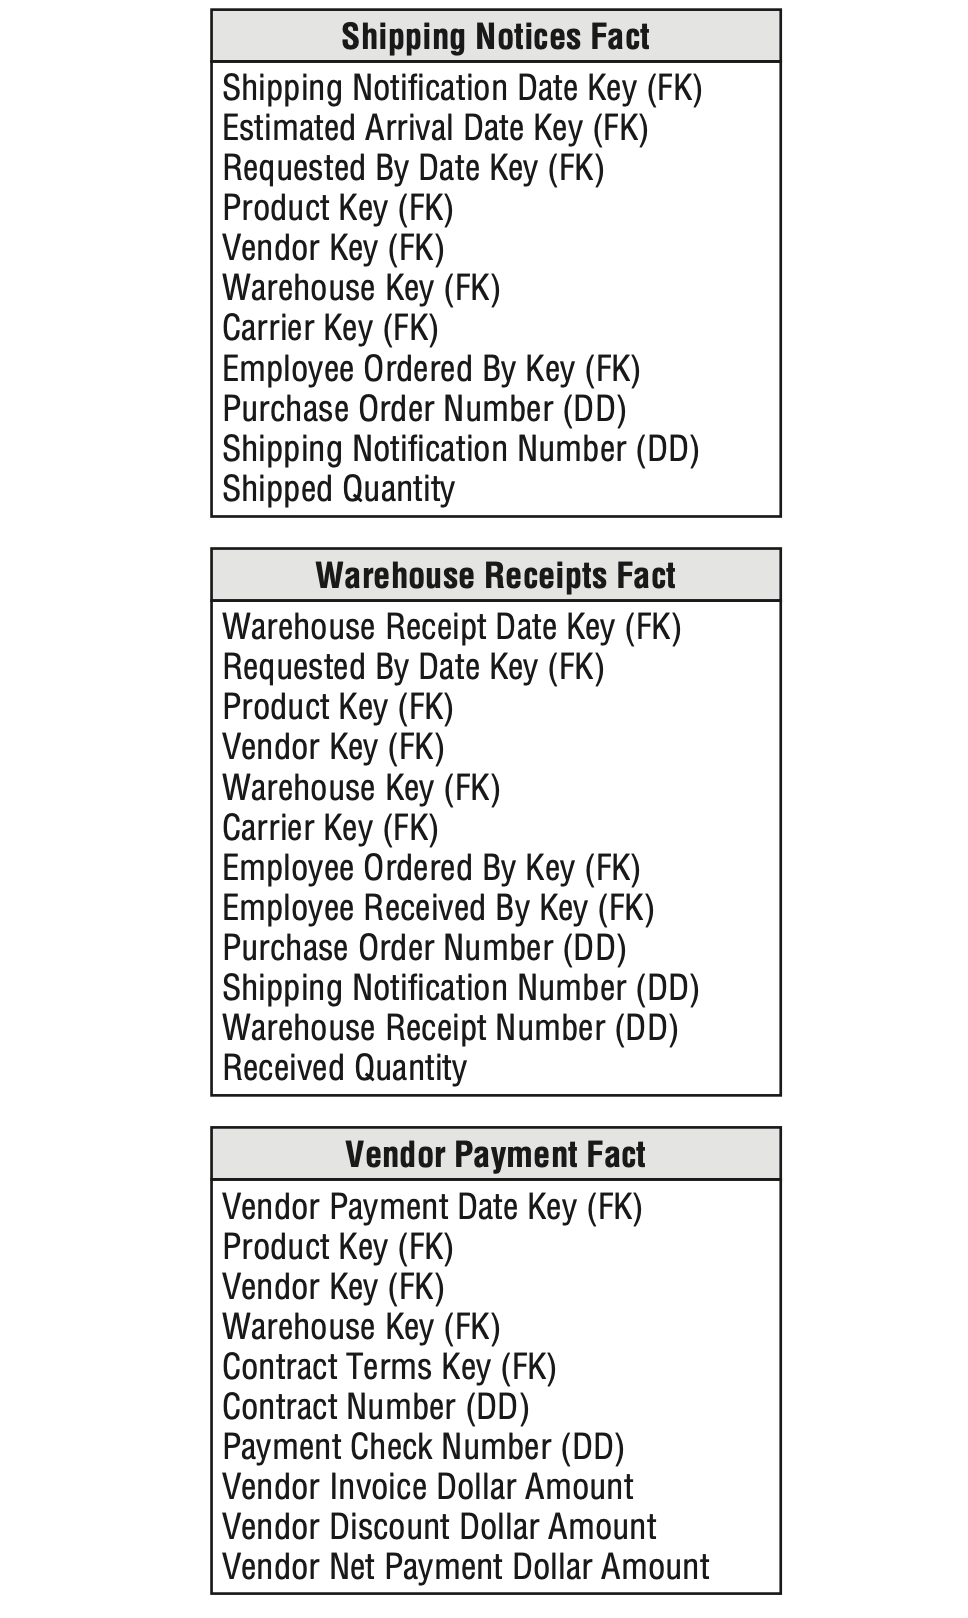 Shipping Notices Fact
Shipping Notification Date Key (FK)
Estimated Arrival Date Key (FK)
Requested By Date Key (FK)
Product Key (FK)
Vendor Key (FK)
Warehouse Key (FK)
Carrier Key (FK)
Employee Ordered By Key (FK)
Purchase Order Number (DD)
Shipping Notification Number (DD)
Shipped Quantity
Warehouse Receipts Fact
Warehouse Receipt Date Key (FK)
Requested By Date Key (FK)
Product Key (FK)
Vendor Key (FK)
Warehouse Key (FK)
Carrier Key (FK)
Employee Ordered By Key (FK)
Employee Received By Key (FK)
Purchase Order Number (DD)
Shipping Notification Number (DD)
Warehouse Receipt Number (DD)
Received Quantity
Vendor Payment Fact
Vendor Payment Date Key (FK)
Product Key (FK)
Vendor Key (FK)
Warehouse Key (FK)
Contract Terms Key (FK)
Contract Number (DD)
Payment Check Number (DD)
Vendor Invoice Dollar Amount
Vendor Discount Dollar Amount
Vendor Net Payment Dollar Amount